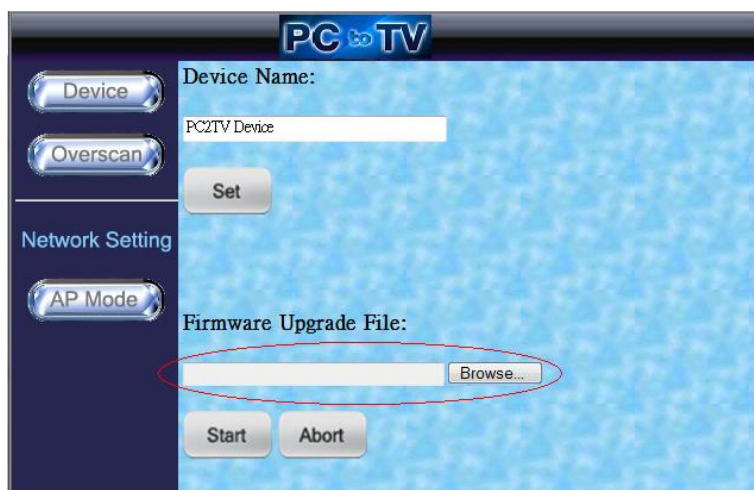 PC to TV
Device
Overscan
Network Setting
AP Mode
Device Name:
PC2TV Device
Set
Firmware Upgrade File:
Browse...
Start Abort